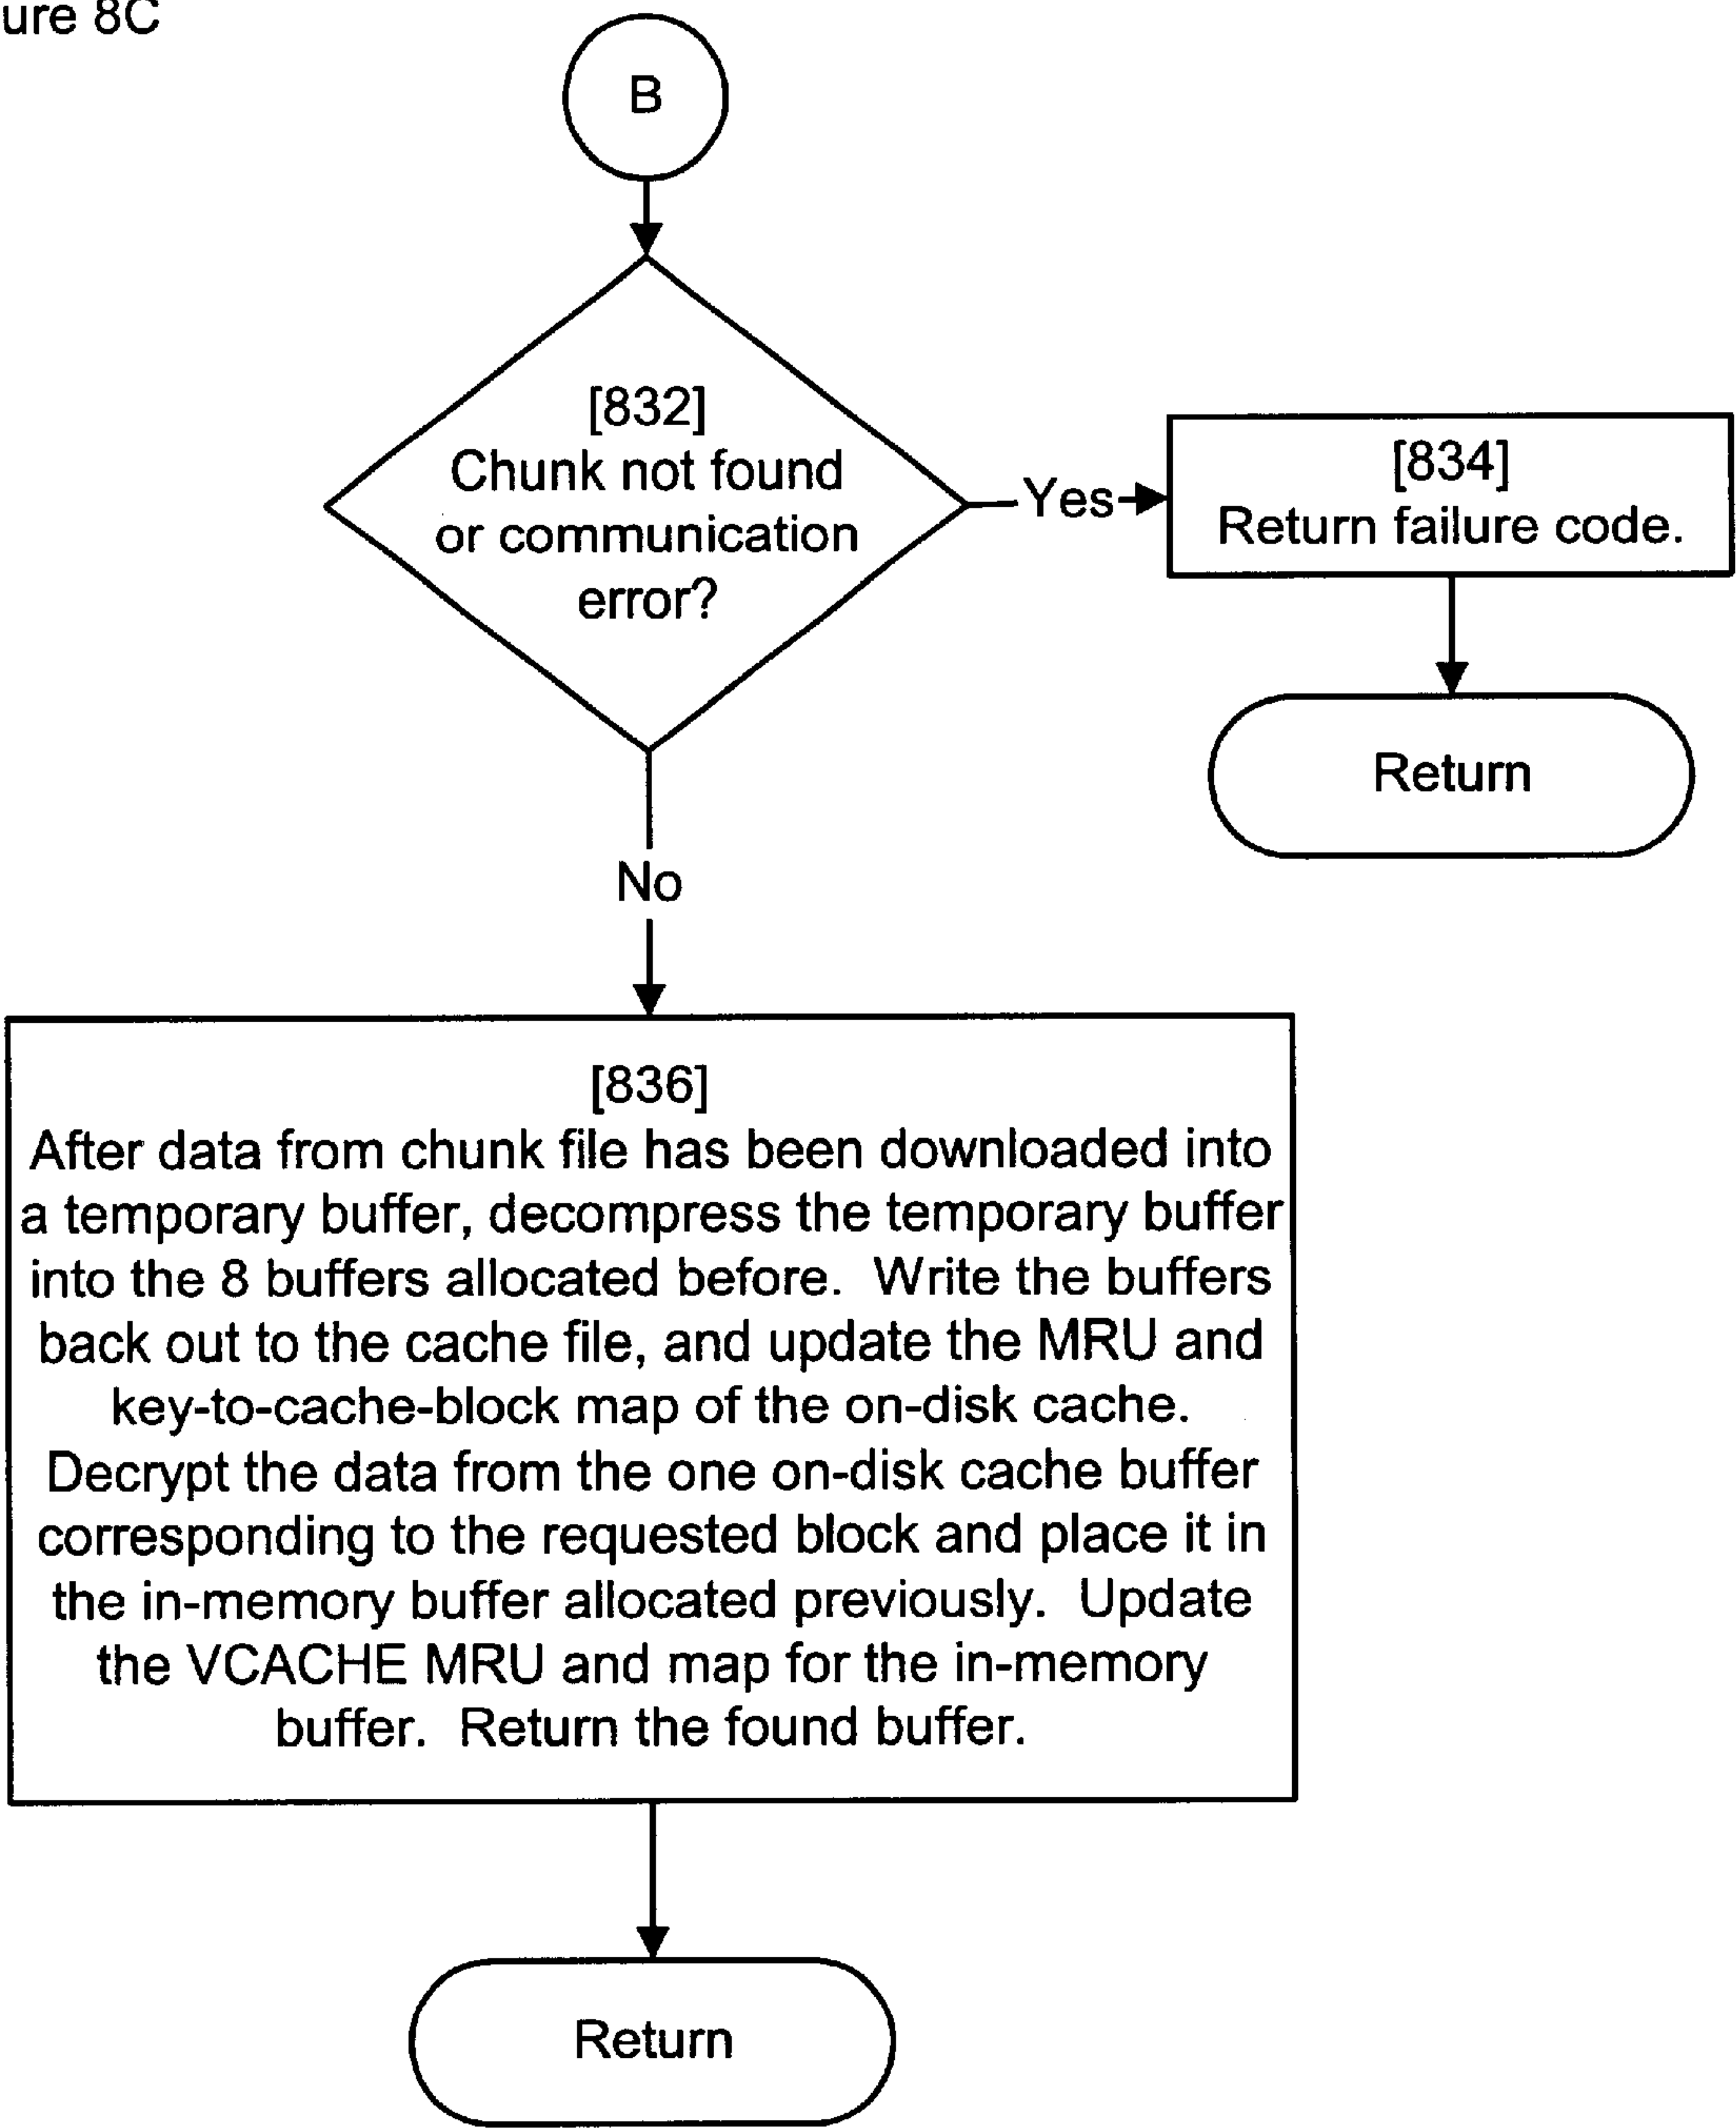 ure 8C
B
[832]
Chunk not found
or communication
error?
Yes
[834]
Return failure code.
Return
No
[836]
After data from chunk file has been downloaded into
a temporary buffer, decompress the temporary buffer
into the 8 buffers allocated before.  Write the buffers
back out to the cache file, and update the MRU and
key-to-cache-block map of the on-disk cache.
Decrypt the data from the one on-disk cache buffer
corresponding to the requested block and place it in
the in-memory buffer allocated previously.  Update
the VCACHE MRU and map for the in-memory
buffer.  Return the found buffer.
Return